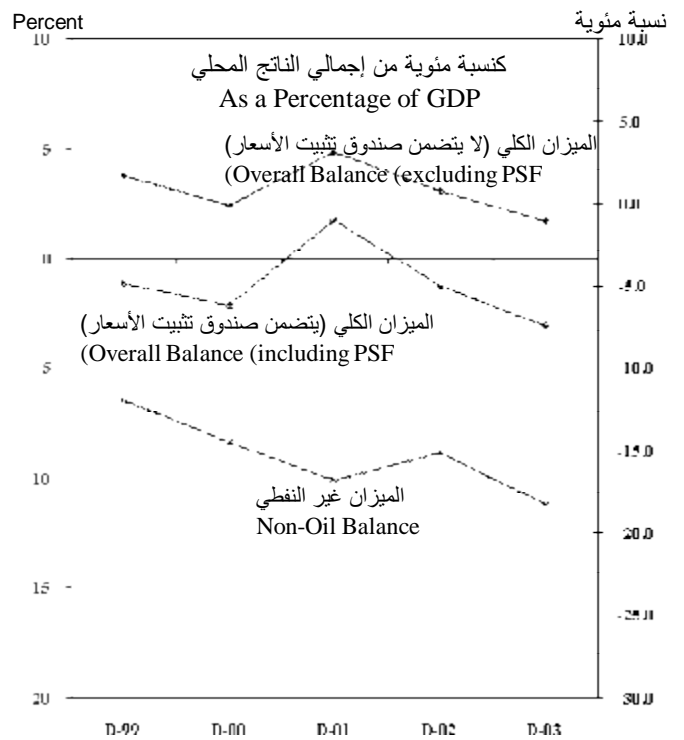 Percent
نسبة مئوية
كنسبة مئوية من إجمالي الناتج المحلي
As a Percentage of GDP
الميزان الكلي (لا يتضمن صندوق تثبيت الأسعار)
(Overall Balance (excluding PSF
الميزان الكلي (يتضمن صندوق تثبيت الأسعار)
(Overall Balance (including PSF
الميزان غير النفطي
Non-Oil Balance
10
5
0
5
10
15
20
10.0
5.0
0.0
-5.0
10.0
-15.0
20.0
-25.0
30.0
D-99
D-00
D-01
D-02
D-03